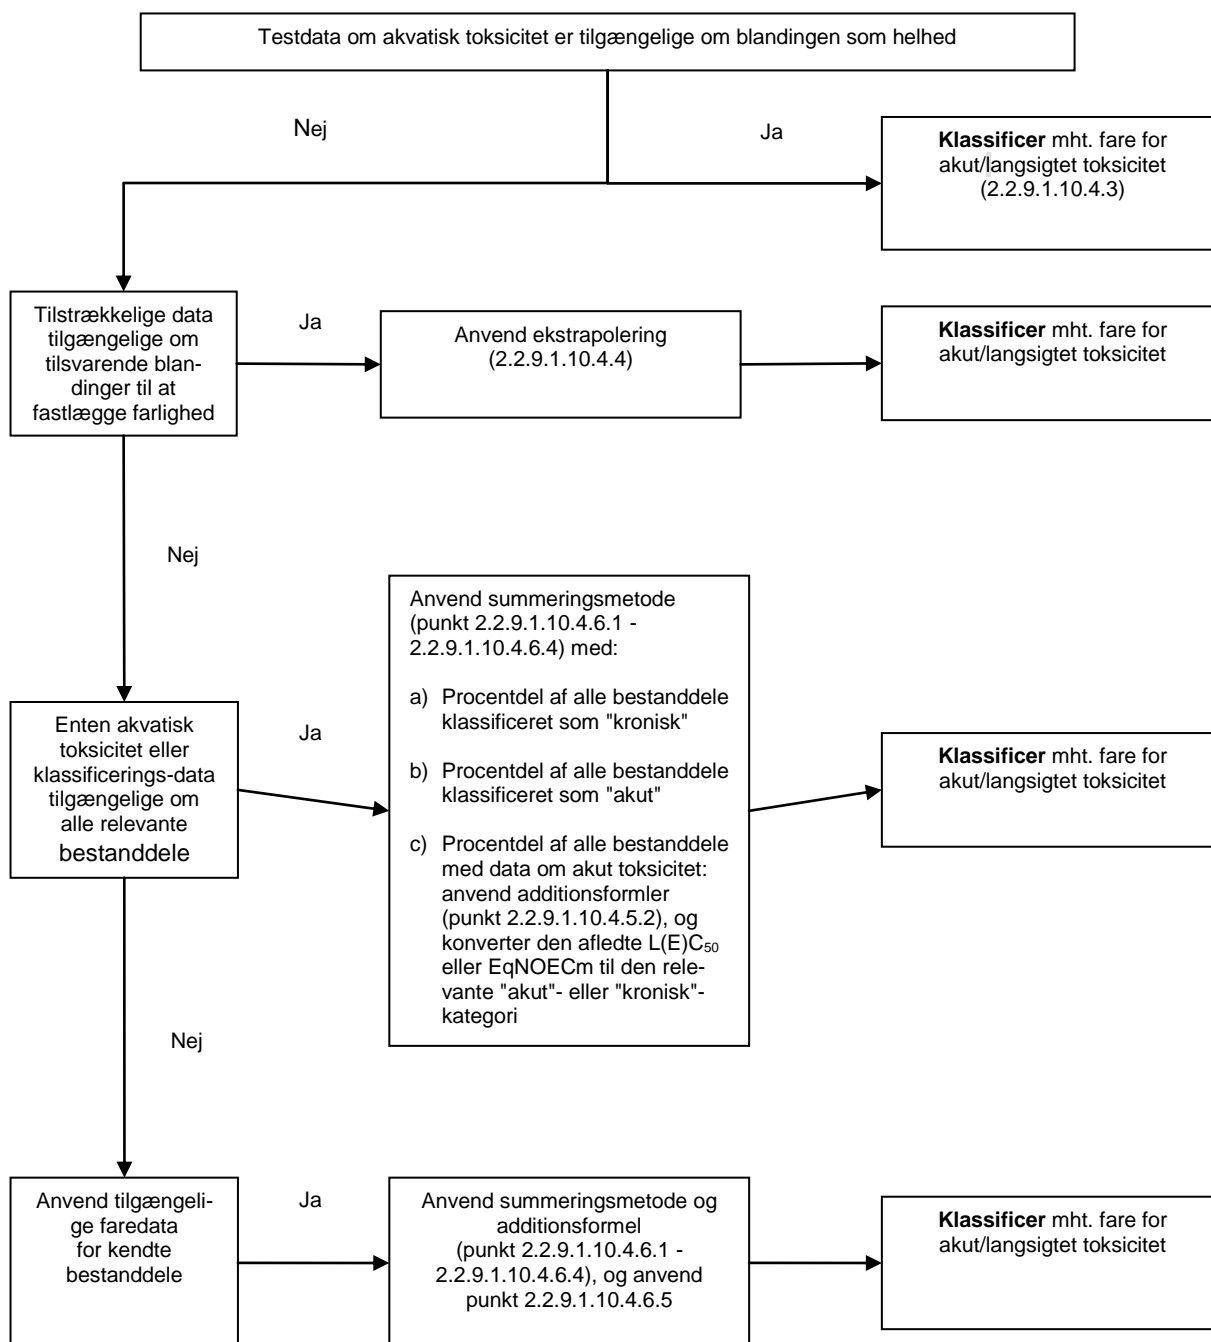 Testdata om akvatisk toksicitet er tilgængelige om blandingen som helhed
Nej
Ja
Klassificer mht. fare for
akut/langsigtet toksicitet
(2.2.9.1.10.4.3)
Tilstrækkelige data
tilgængelige om
tilsvarende blan-
dinger til at
fastlægge farlighed
Ja
Anvend ekstrapolering
(2.2.9.1.10.4.4)
Klassificer mht. fare for
akut/langsigtet toksicitet
Nej
Enten akvatisk
toksicitet eller
klassificerings-data
tilgængelige om
alle relevante
bestanddele
Ja
Anvend summeringsmetode
(punkt 2.2.9.1.10.4.6.1 -
2.2.9.1.10.4.6.4) med:
a) Procentdel af alle bestanddele
klassificeret som "kronisk"
b) Procentdel af alle bestanddele
klassificeret som "akut"
c) Procentdel af alle bestanddele
med data om akut toksicitet:
anvend additionsformler
(punkt 2.2.9.1.10.4.5.2), og
konverter den afledte L(E)C₅₀
eller EqNOECm til den rele-
vante "akut"- eller "kronisk"-
kategori
Klassificer mht. fare for
akut/langsigtet toksicitet
Nej
Anvend tilgængeli-
ge faredata
for kendte
bestanddele
Ja
Anvend summeringsmetode og
additionsformel
(punkt 2.2.9.1.10.4.6.1 -
2.2.9.1.10.4.6.4), og anvend
punkt 2.2.9.1.10.4.6.5
Klassificer mht. fare for
akut/langsigtet toksicitet